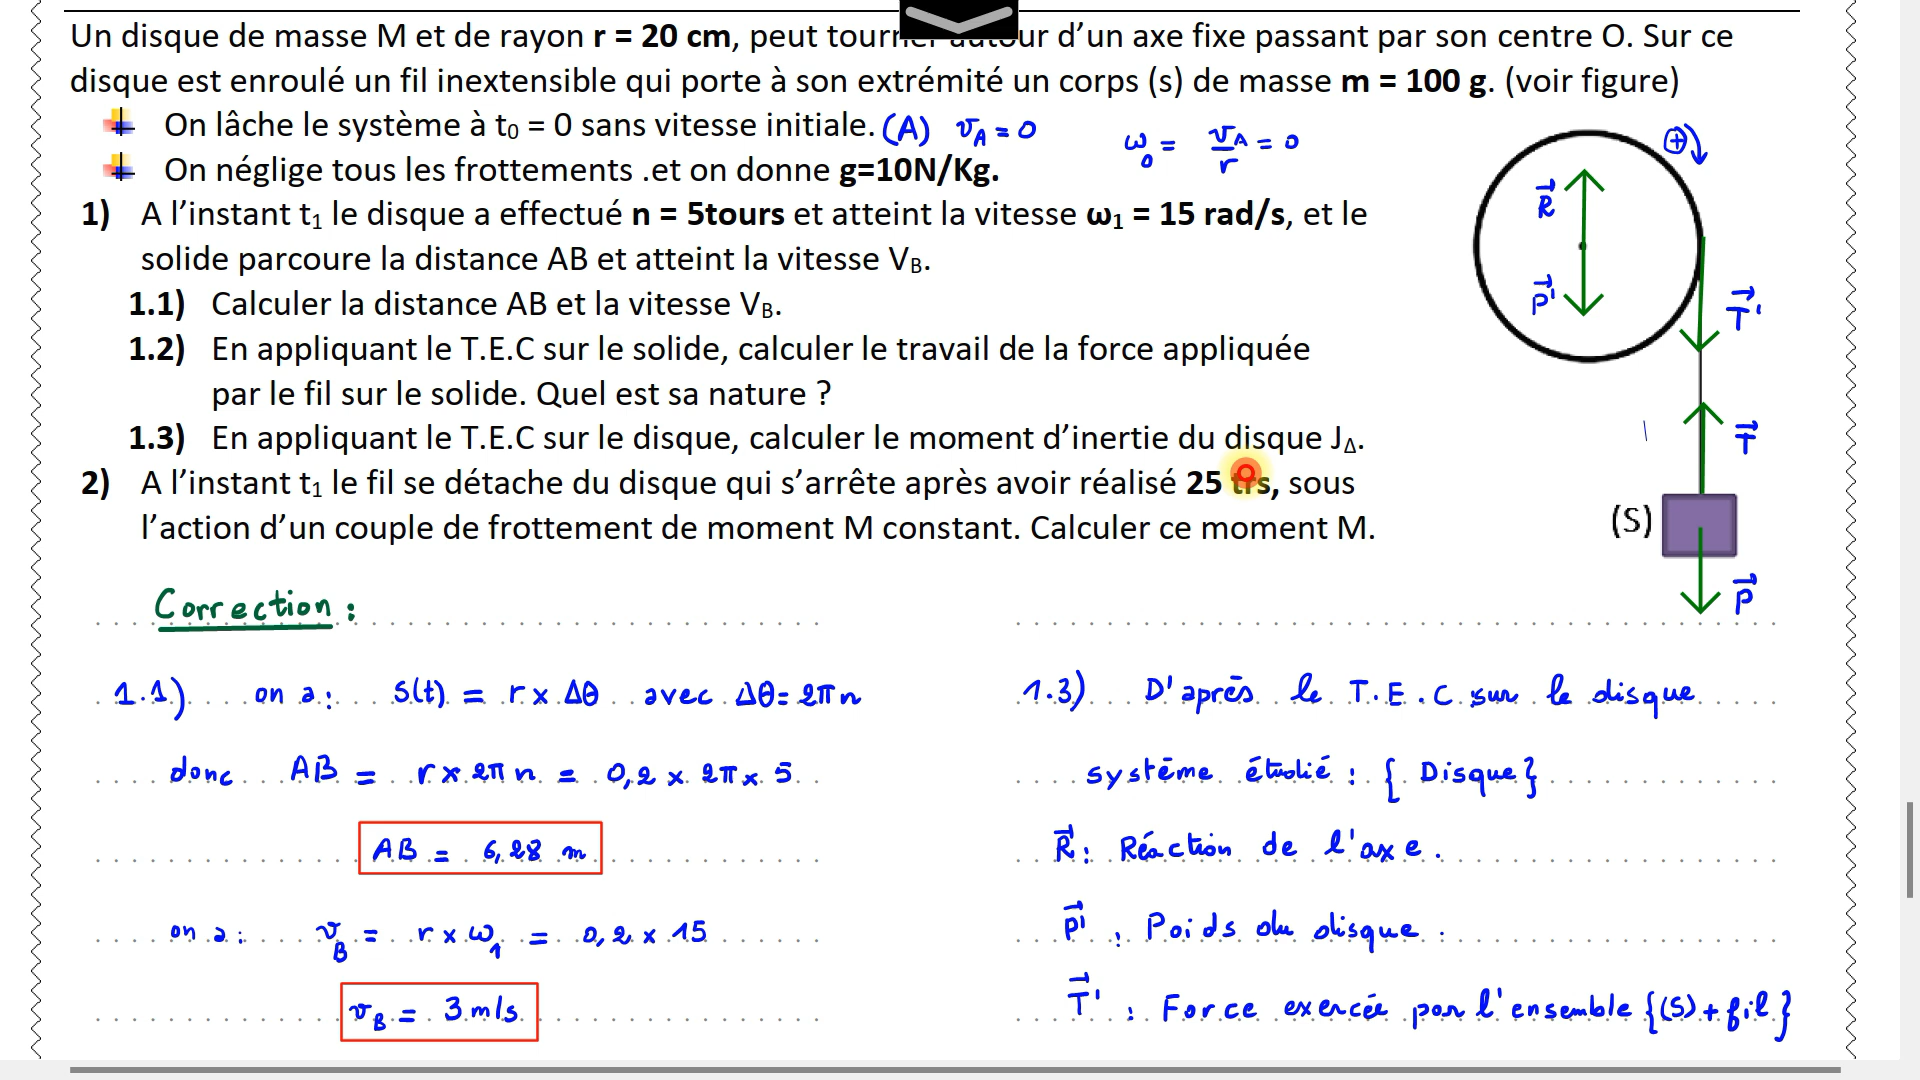 Un disque de masse M et de rayon r = 20 cm, peut tourner autour d'un axe fixe passant par son centre O. Sur ce
disque est enroulé un fil inextensible qui porte à son extrémité un corps (s) de masse m = 100 g. (voir figure)
On lâche le système à t₀ = 0 sans vitesse initiale. (A) v_A = 0
ω₀ = v_A/r = 0
On néglige tous les frottements .et on donne g=10N/Kg.
1) A l'instant t₁ le disque a effectué n = 5tours et atteint la vitesse ω₁ = 15 rad/s, et le
solide parcoure la distance AB et atteint la vitesse V_B.
1.1) Calculer la distance AB et la vitesse V_B.
1.2) En appliquant le T.E.C sur le solide, calculer le travail de la force appliquée
par le fil sur le solide. Quel est sa nature ?
1.3) En appliquant le T.E.C sur le disque, calculer le moment d'inertie du disque J_Δ.
2) A l'instant t₁ le fil se détache du disque qui s'arrête après avoir réalisé 25 trs, sous
l'action d'un couple de frottement de moment M constant. Calculer ce moment M.
+
R⃗
P⃗'
T⃗'
T⃗
(S)
P⃗
Correction :
1.1) on a : S(t) = r x Δθ avec Δθ = 2πn
donc AB = r x 2πn = 0,2 x 2π x 5
AB = 6,28 m
on a : v_B = r x ω₁ = 0,2 x 15
v_B = 3 m/s
1.3) D'après le T.E.C sur le disque
système étudié : { Disque }
R⃗ : Réaction de l'axe .
P⃗' : Poids du disque .
T⃗' : Force exercée par l'ensemble {(S) + fil}